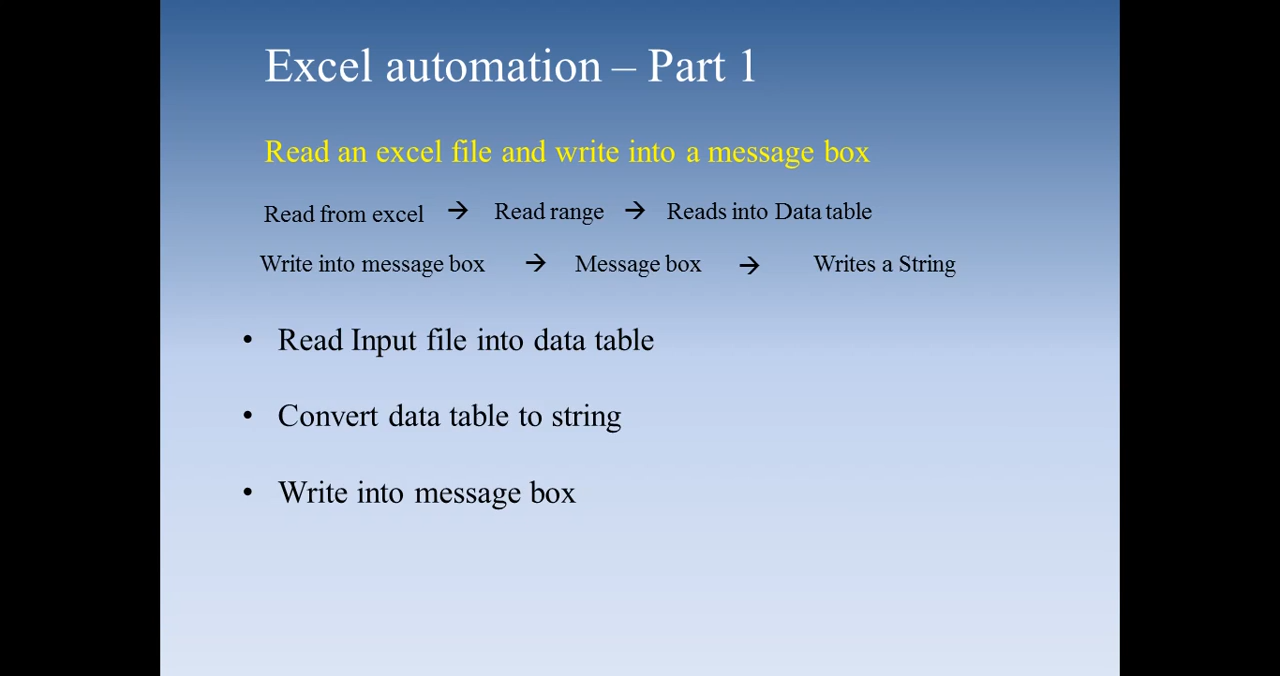 Excel automation – Part 1
Read an excel file and write into a message box
Read from excel → Read range → Reads into Data table
Write into message box → Message box → Writes a String
• Read Input file into data table
• Convert data table to string
• Write into message box